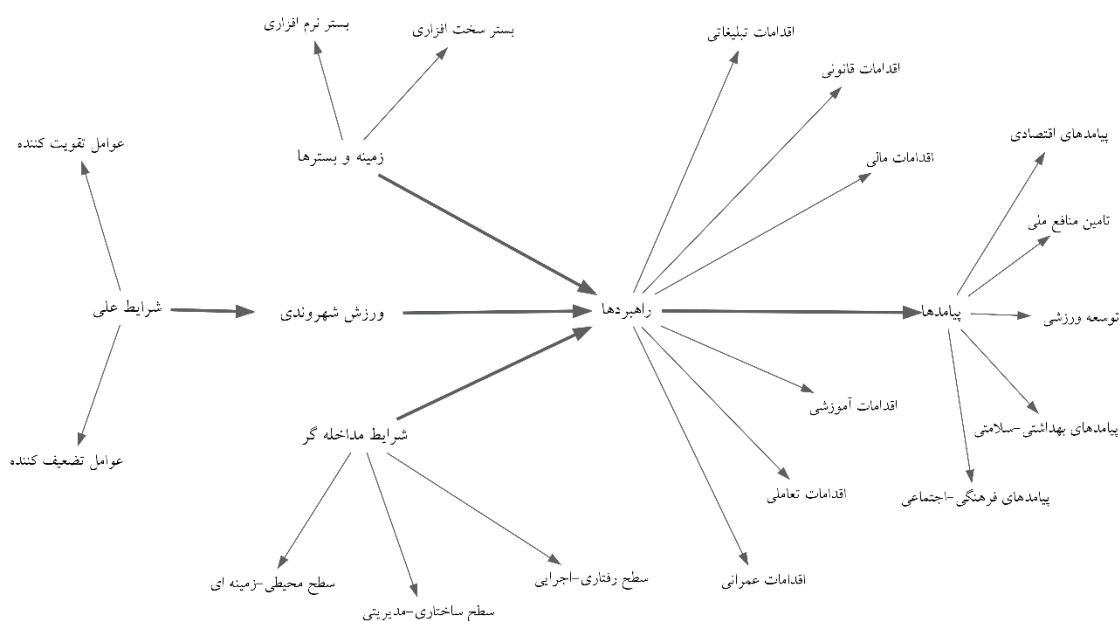 بستر نرم افزاری
بستر سخت افزاری
زمینه و بسترها
عوامل تقویت کننده
شرایط علی
عوامل تضعیف کننده
ورزش شهروندی
شرایط مداخله گر
سطح محیطی-زمینه ای
سطح ساختاری-مدیریتی
سطح رفتاری-اجرایی
راهبردها
اقدامات تبلیغاتی
اقدامات قانونی
اقدامات مالی
اقدامات آموزشی
اقدامات تعاملی
اقدامات عمرانی
پیامدها
پیامدهای اقتصادی
تامین منافع ملی
توسعه ورزشی
پیامدهای بهداشتی-سلامتی
پیامدهای فرهنگی-اجتماعی